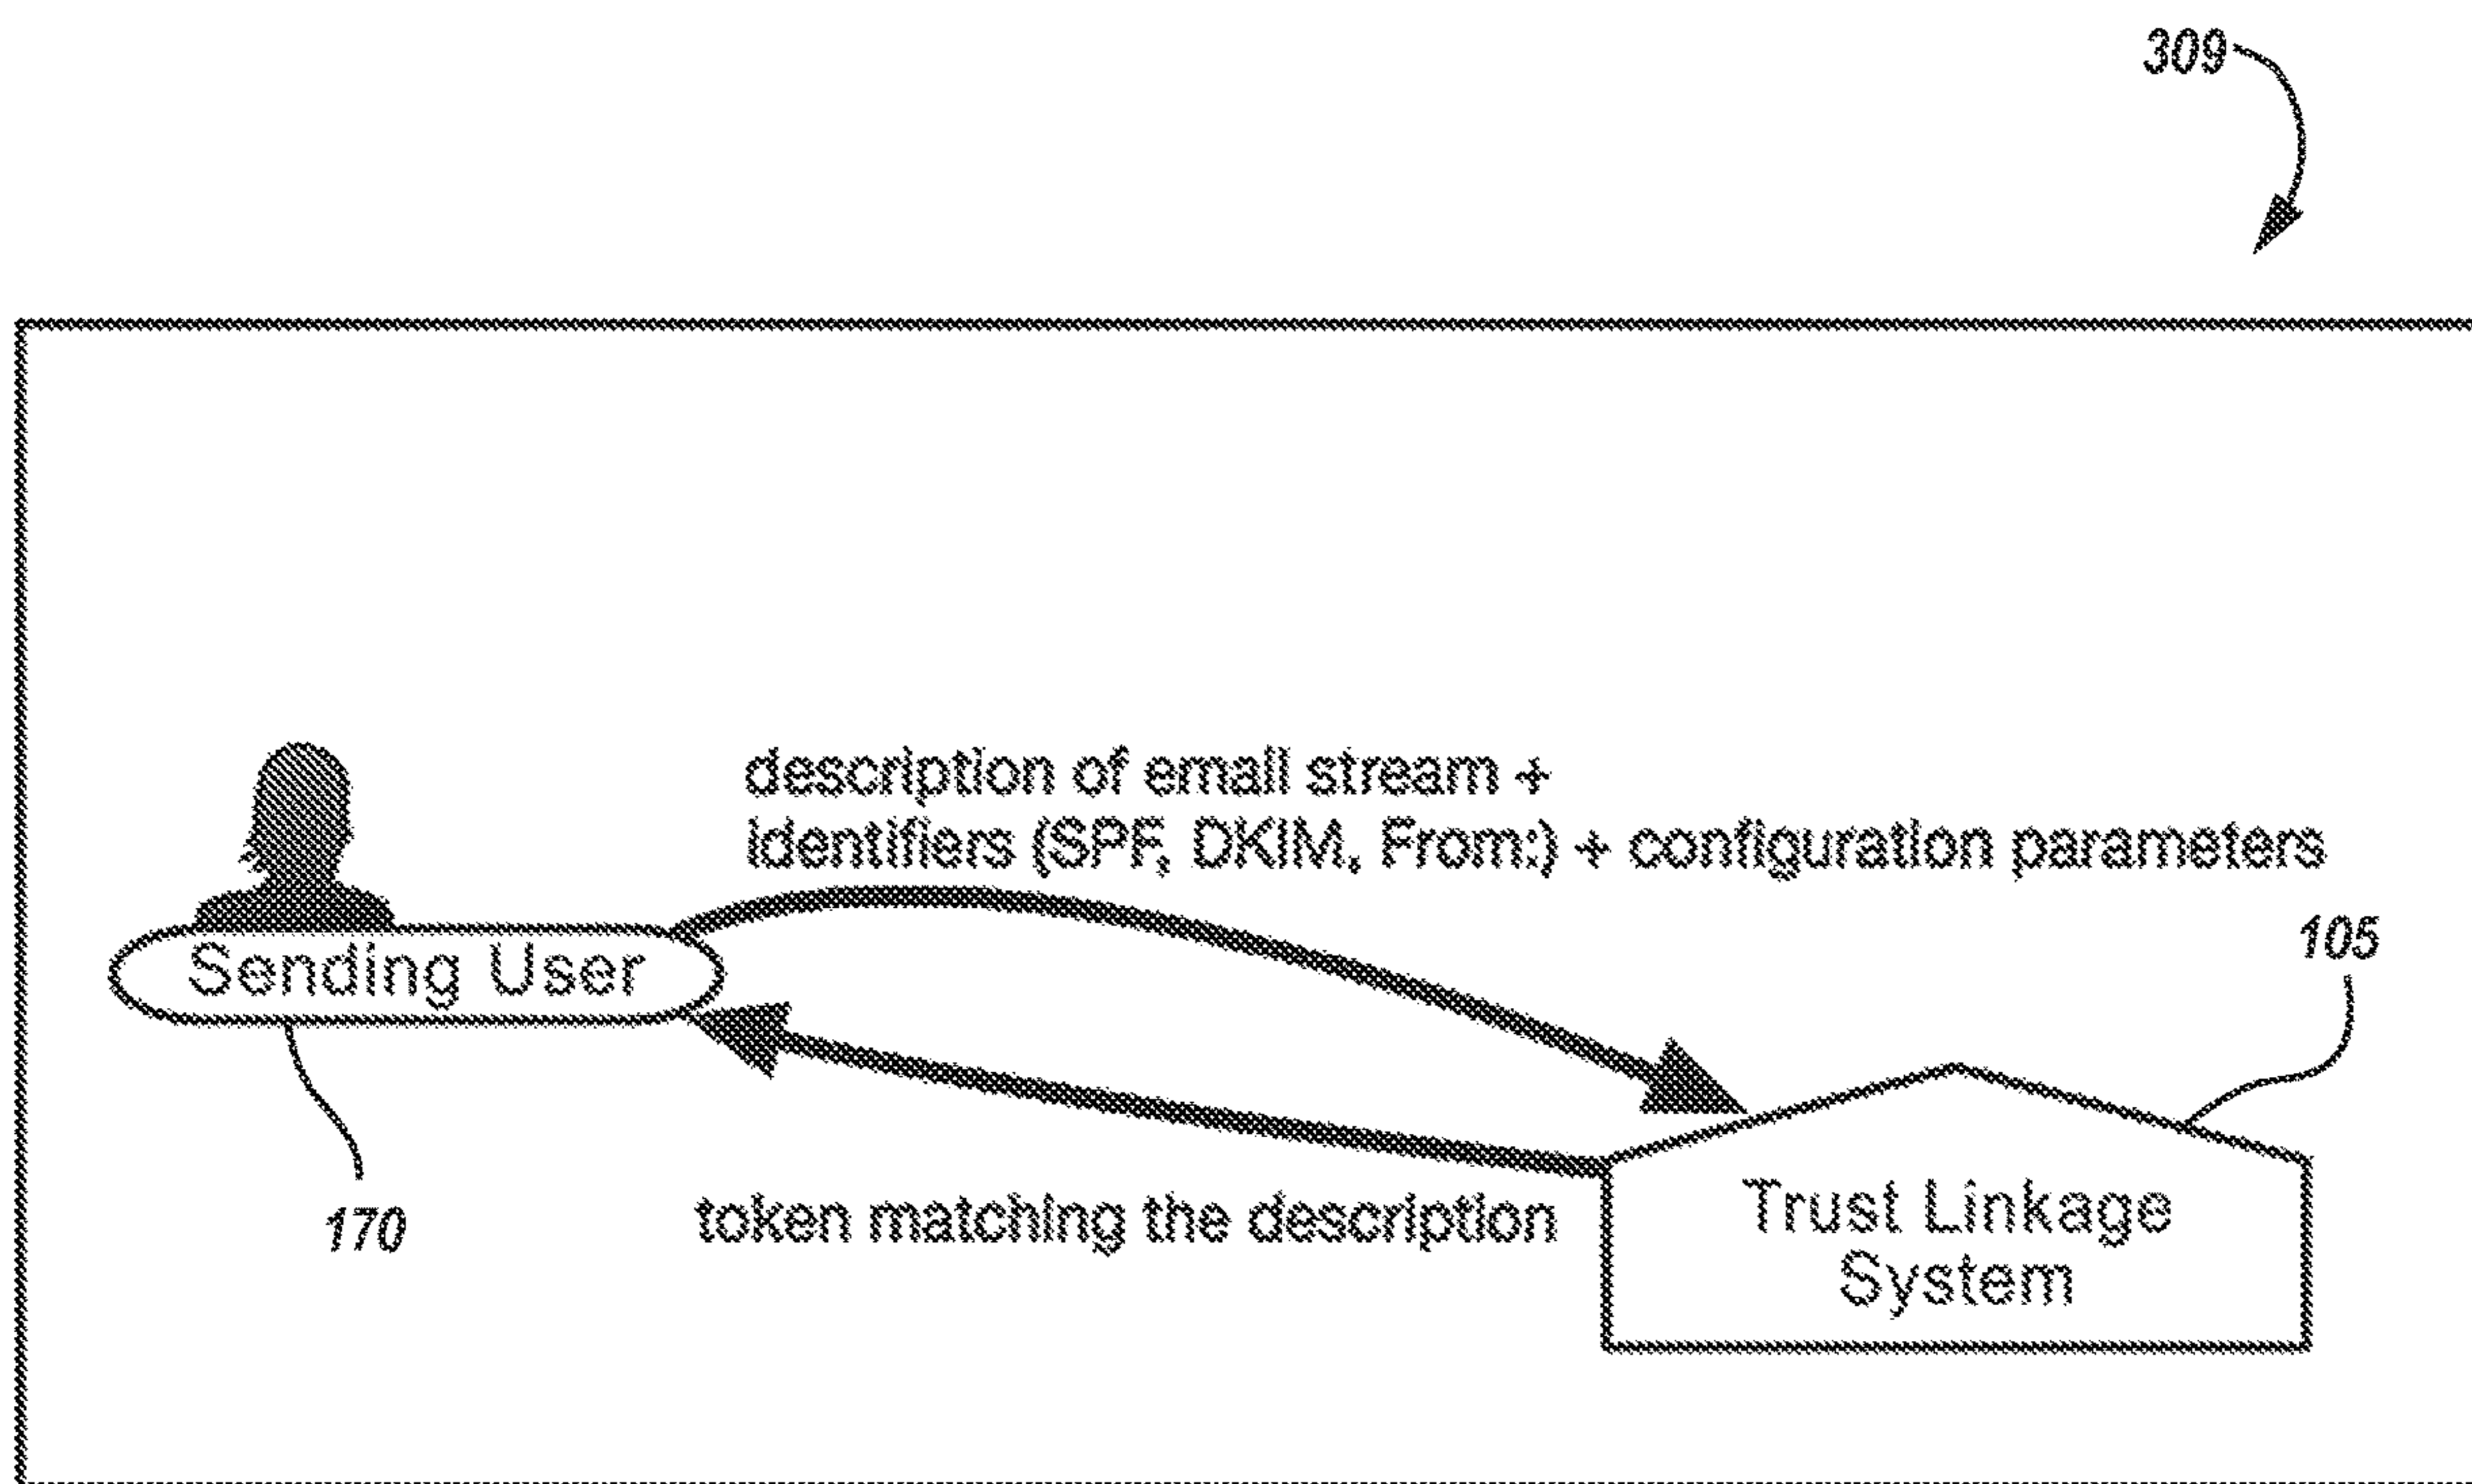 309
description of email stream +
identifiers (SPF, DKIM, From:) + configuration parameters
105
Sending User
170
token matching the description
Trust Linkage
System